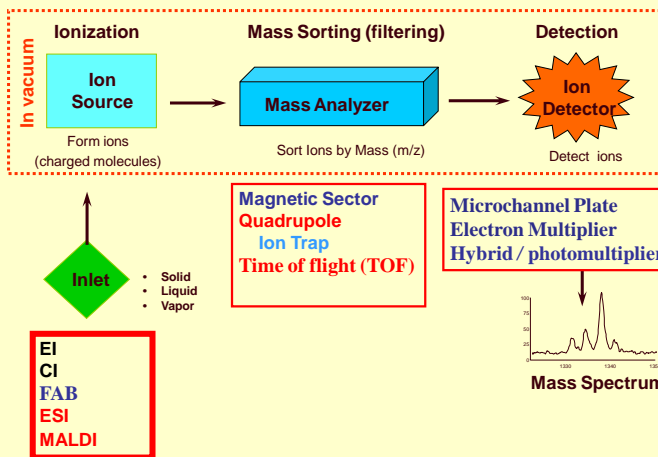 Ionization
Mass Sorting (filtering)
Detection
In vacuum
Ion
Source
Mass Analyzer
Ion
Detector
Form ions
(charged molecules)
Sort Ions by Mass (m/z)
Detect ions
Inlet
• Solid
• Liquid
• Vapor
Magnetic Sector
Quadrupole
Ion Trap
Time of flight (TOF)
Microchannel Plate
Electron Multiplier
Hybrid / photomultiplier
100
75
50
25
0
1330
1340
Mass Spectrum
EI
CI
FAB
ESI
MALDI